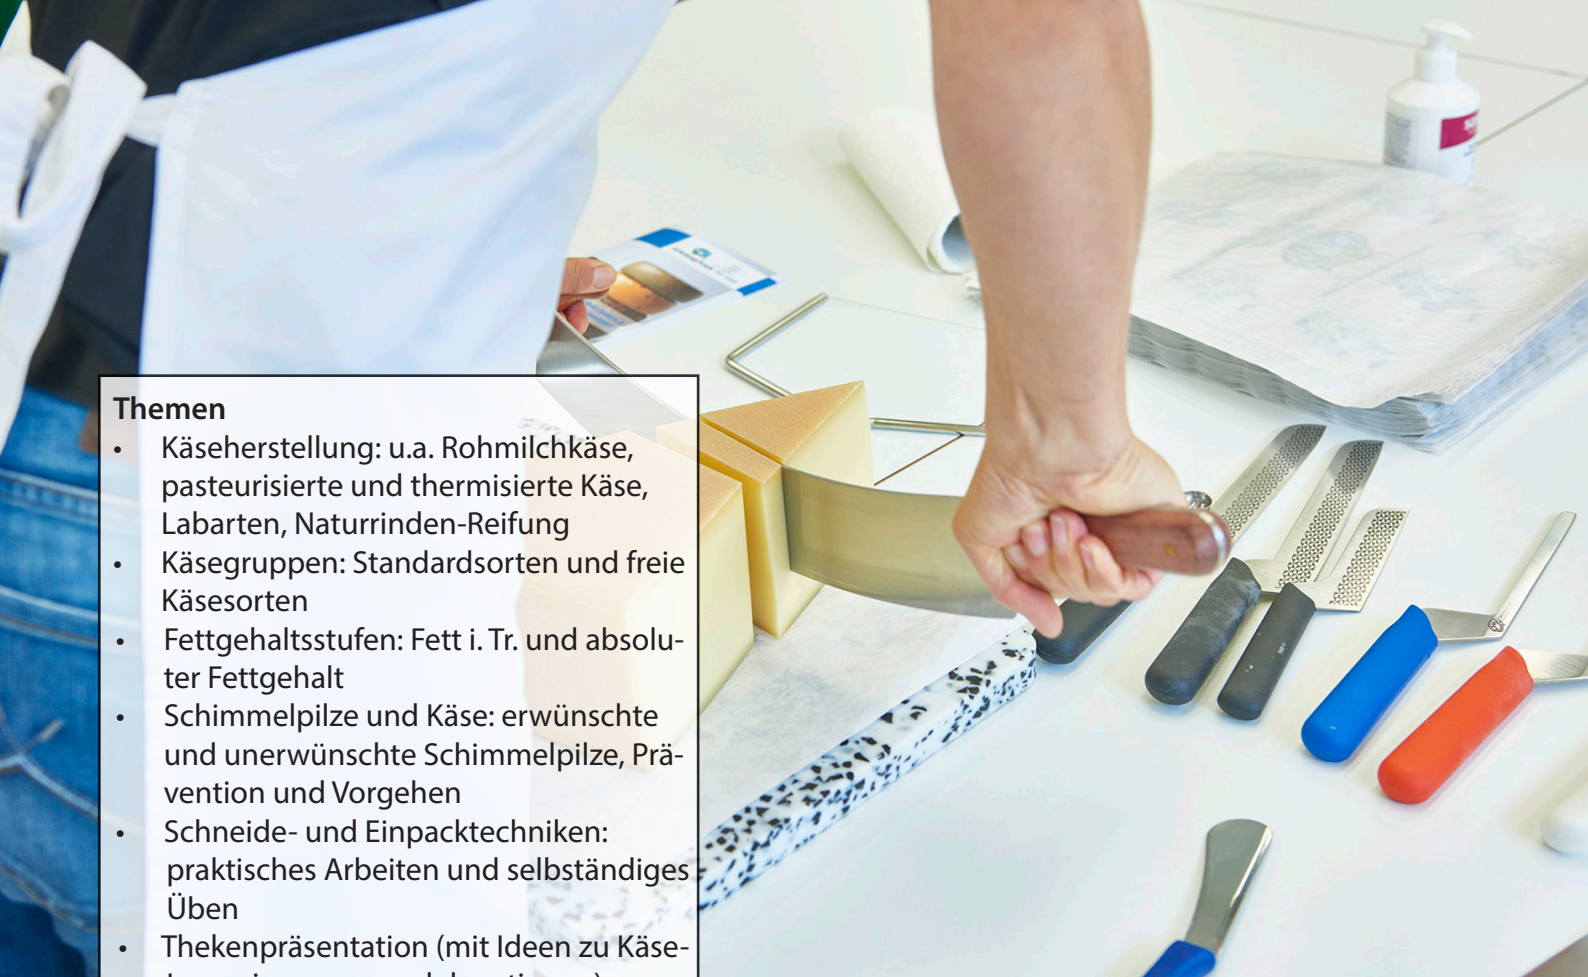 Themen
• Käseherstellung: u.a. Rohmilchkäse,
pasteurisierte und thermisierte Käse,
Labarten, Naturrinden-Reifung
• Käsegruppen: Standardsorten und freie
Käsesorten
• Fettgehaltsstufen: Fett i. Tr. und absolu-
ter Fettgehalt
• Schimmelpilze und Käse: erwünschte
und unerwünschte Schimmelpilze, Prä-
vention und Vorgehen
• Schneide- und Einpacktechniken:
praktisches Arbeiten und selbständiges
Üben
• Thekenpräsentation (mit Ideen zu Käse-